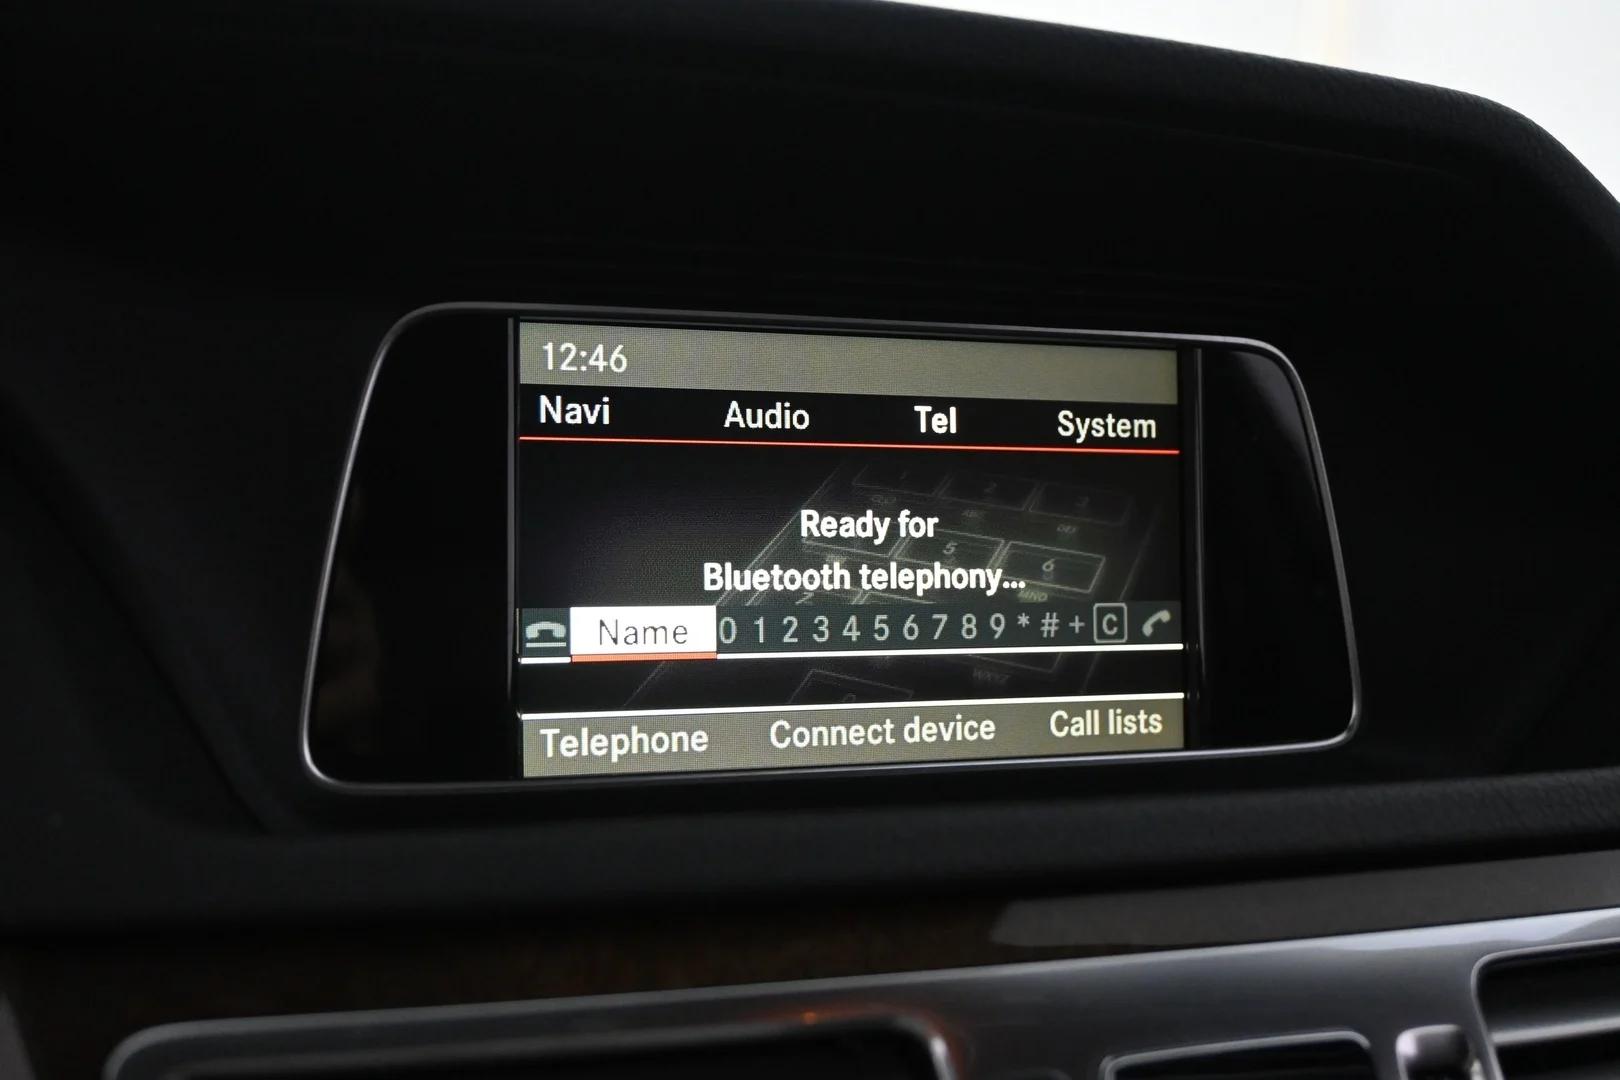 12:46
Navi Audio Tel System
Ready for
Bluetooth telephony...
Name 0 1 2 3 4 5 6 7 8 9 * # + C
Telephone Connect device Call lists